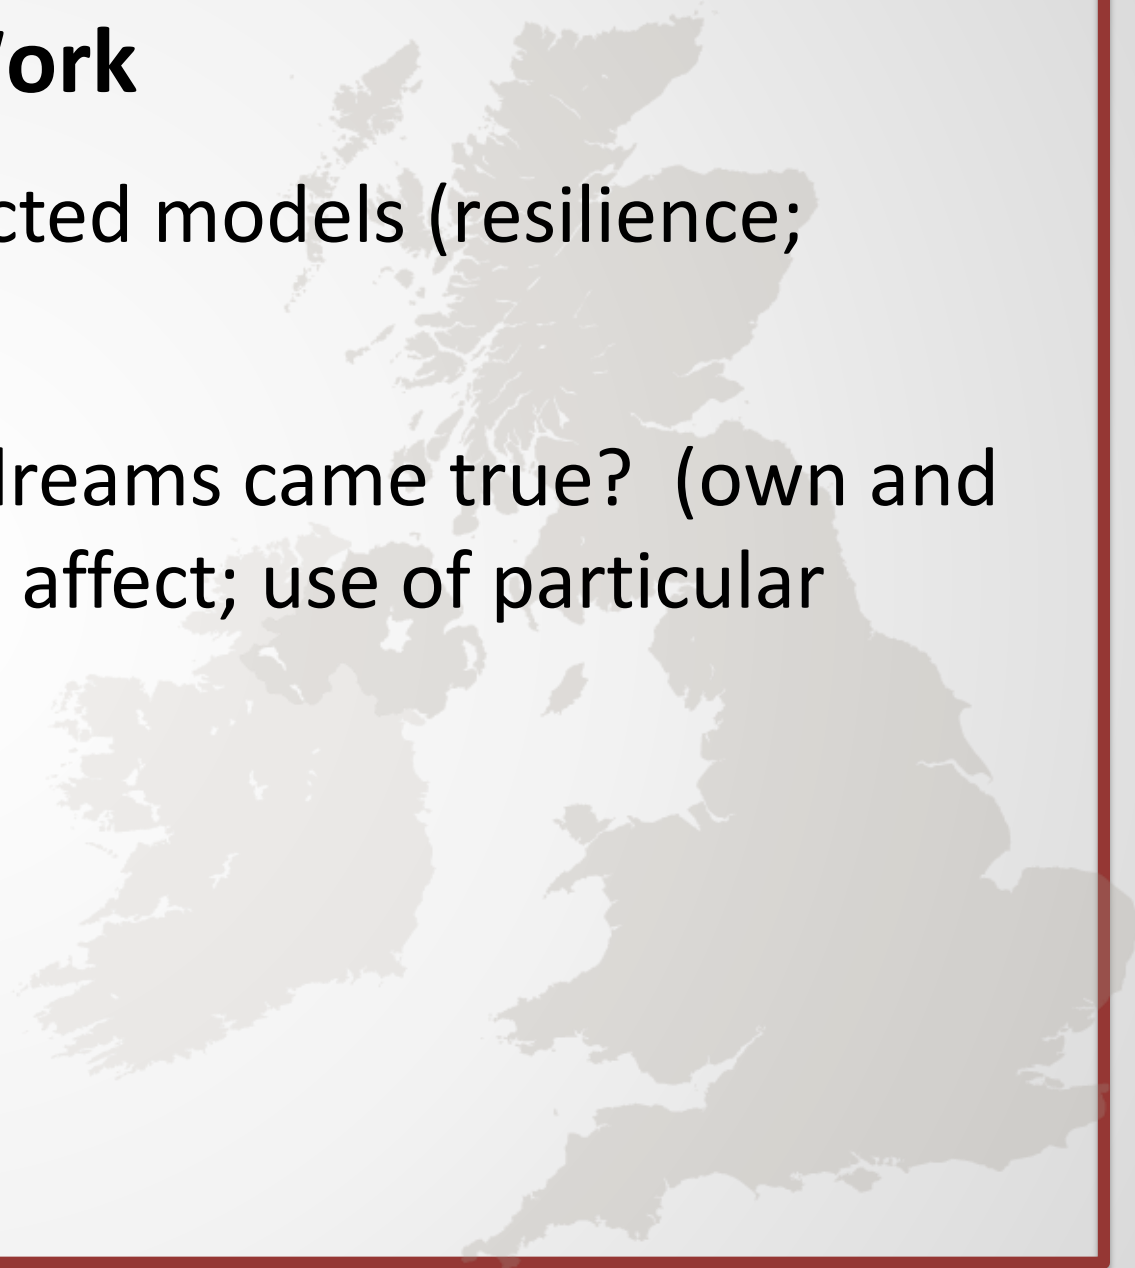 ork
cted models (resilience;
dreams came true?  (own and
affect; use of particular